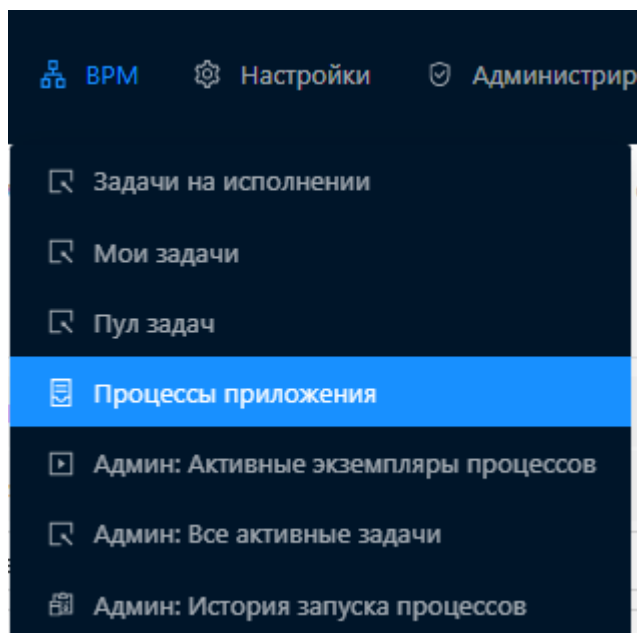 BPM Настройки
Задачи на исполнении
Мои задачи
Пул задач
Процессы приложения
Админ: Активные экземпляры процессов
Админ: Все активные задачи
Админ: История запуска процессов